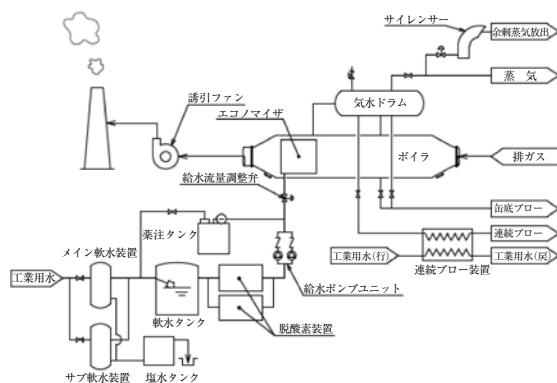 サイレンサー
余剰蒸気放出
蒸気
気水ドラム
誘引ファン
エコノマイザ
ボイラ
排ガス
給水流量調整弁
缶底ブロー
薬注タンク
連続ブロー
メイン軟水装置
工業用水(行)
工業用水(戻)
連続ブロー装置
工業用水
給水ポンプユニット
軟水タンク
脱酸素装置
サブ軟水装置
塩水タンク